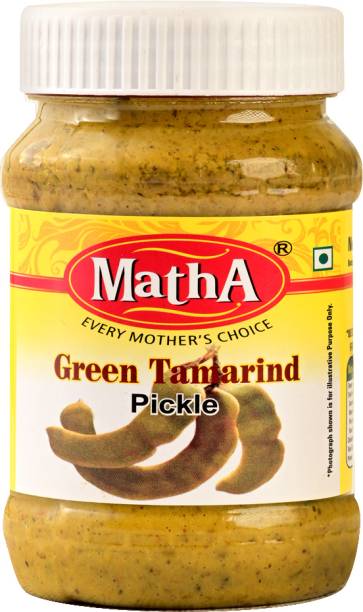 MathA ®
EVERY MOTHER'S CHOICE
Green Tamarind
Pickle
*Photograph shown is for illustrative Purpose Only.